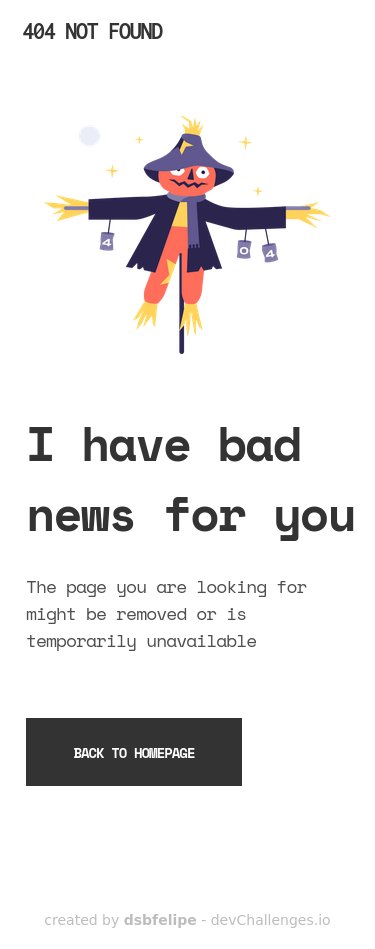 404 NOT FOUND
4
0
4
I have bad
news for you
The page you are looking for
might be removed or is
temporarily unavailable
BACK TO HOMEPAGE
created by dsbfelipe - devChallenges.io